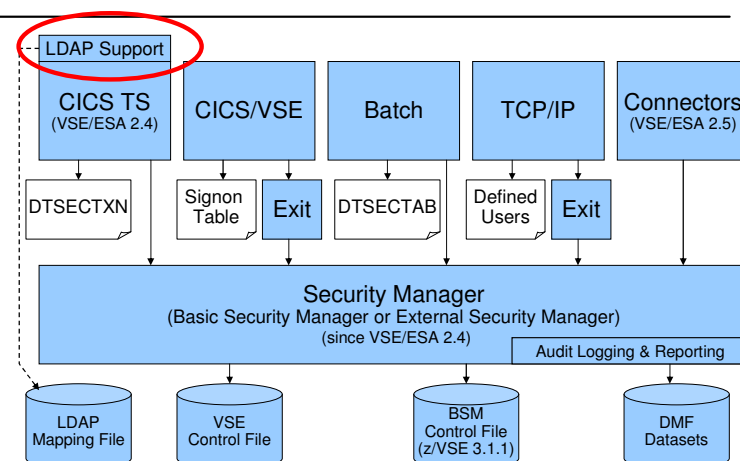 LDAP Support
CICS TS
(VSE/ESA 2.4)
CICS/VSE
Batch
TCP/IP
Connectors
(VSE/ESA 2.5)
DTSECTXN
Signon
Table
Exit
DTSECTAB
Defined
Users
Exit
Security Manager
(Basic Security Manager or External Security Manager)
(since VSE/ESA 2.4)
Audit Logging & Reporting
LDAP
Mapping File
VSE
Control File
BSM
Control File
(z/VSE 3.1.1)
DMF
Datasets